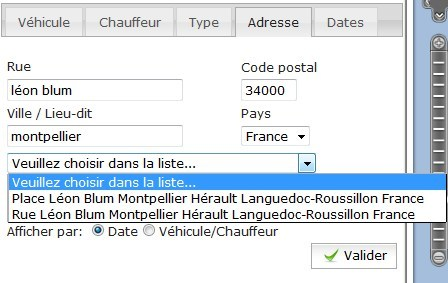 Véhicule Chauffeur Type Adresse Dates
Rue Code postal
léon blum 34000
Ville / Lieu-dit Pays
montpellier France
Veuillez choisir dans la liste...
Veuillez choisir dans la liste...
Place Léon Blum Montpellier Hérault Languedoc-Roussillon France
Rue Léon Blum Montpellier Hérault Languedoc-Roussillon France
Afficher par: Date Véhicule/Chauffeur
Valider